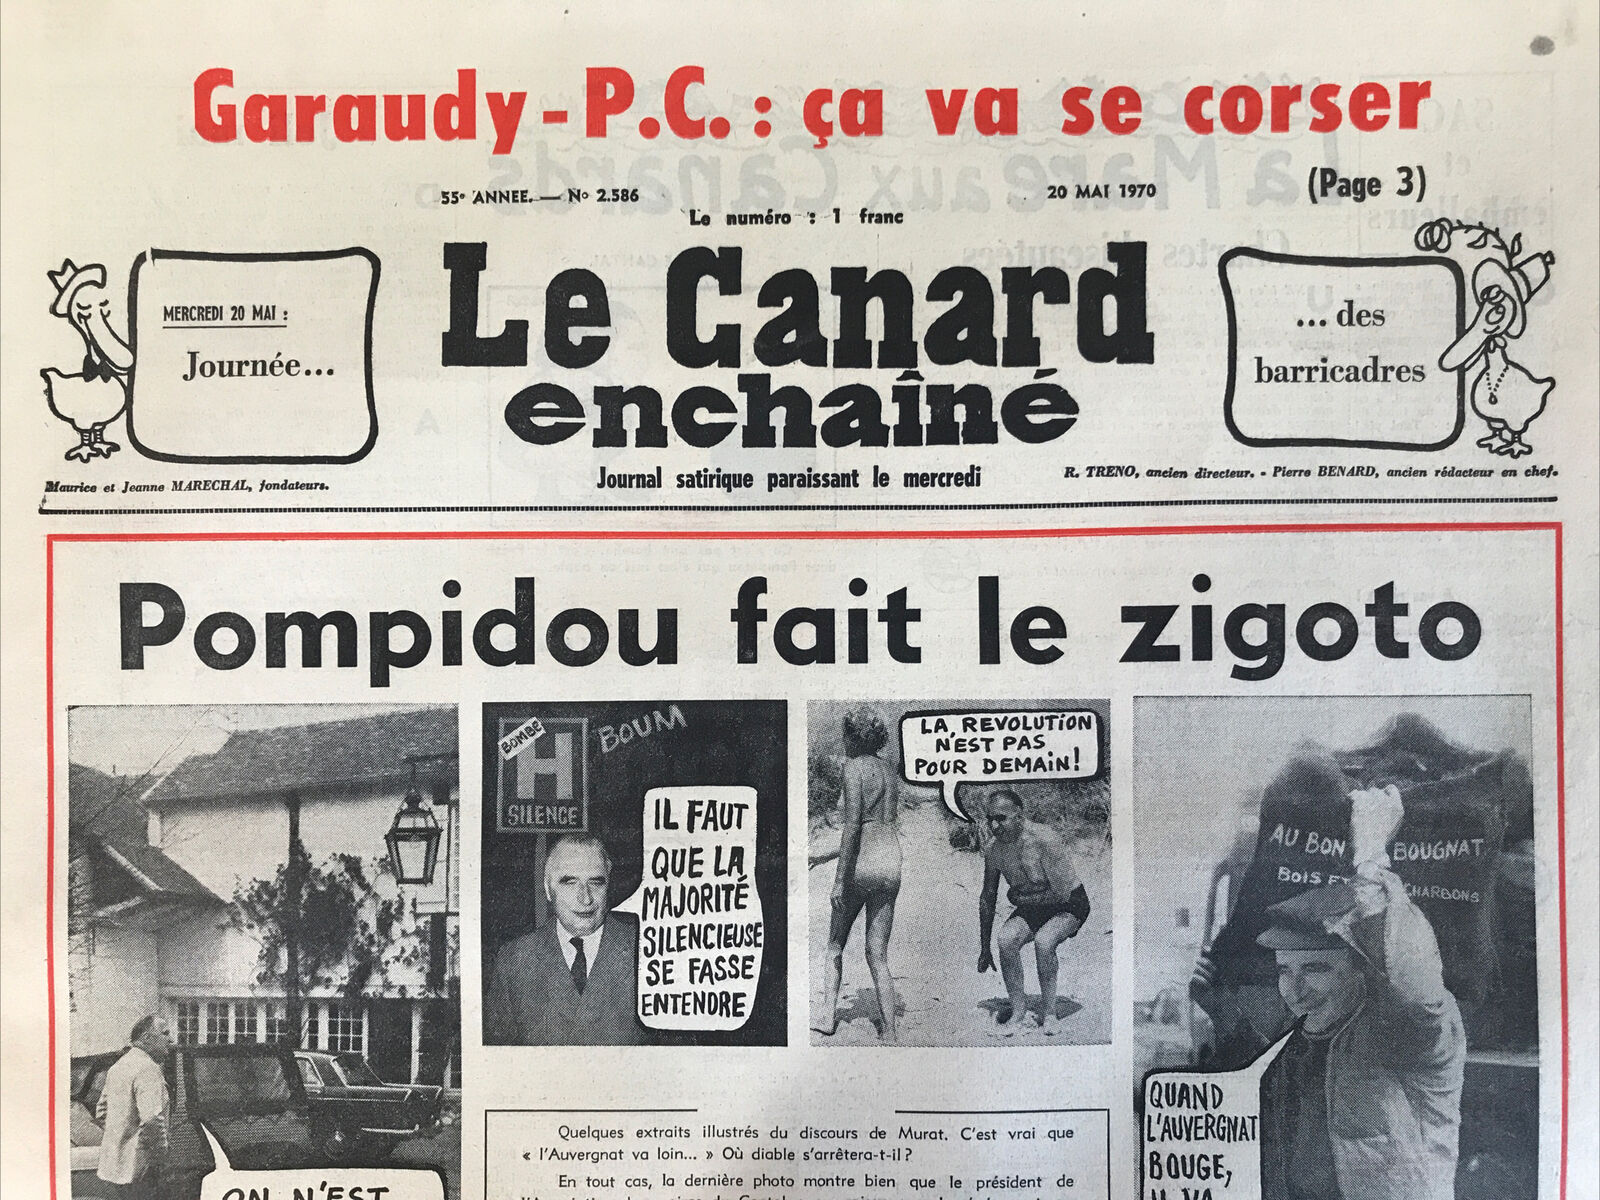 Garaudy - P.C. : ça va se corser
(Page 3)
55e ANNEE. — No 2.586
20 MAI 1970
Le numéro : 1 franc
MERCREDI 20 MAI :
Journée...
Le Canard
enchaîné
... des
barricadres
Journal satirique paraissant le mercredi
Maurice et Jeanne MARECHAL, fondateurs.
R. TRENO, ancien directeur. - Pierre BENARD, ancien rédacteur en chef.
Pompidou fait le zigoto
ON N'EST
BOMBE
H
SILENCE
BOUM
IL FAUT
QUE LA
MAJORITÉ
SILENCIEUSE
SE FASSE
ENTENDRE
LA REVOLUTION
N'EST PAS
POUR DEMAIN!
AU BON BOUGNAT
BOIS ET CHARBONS
QUAND
L'AUVERGNAT
BOUGE,
IL VA
Quelques extraits illustrés du discours de Murat. C'est vrai que
« l'Auvergnat va loin... » Où diable s'arrêtera-t-il ?
En tout cas, la dernière photo montre bien que le président de